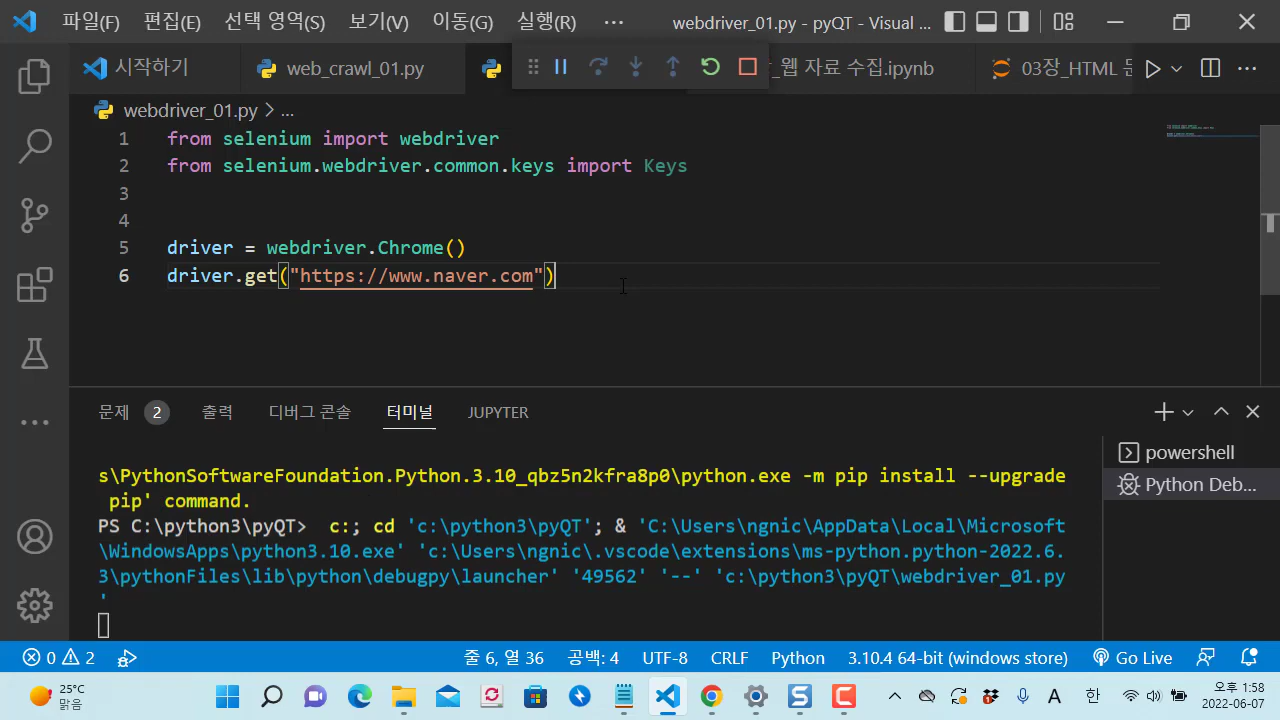 파일(F) 편집(E) 선택 영역(S) 보기(V) 이동(G) 실행(R) ··· webdriver_01.py - pyQT - Visual ...
시작하기 web_crawl_01.py _웹 자료 수집.ipynb 03장_HTML 문 ···
webdriver_01.py > ...
1 from selenium import webdriver
2 from selenium.webdriver.common.keys import Keys
3
4
5 driver = webdriver.Chrome()
6 driver.get("https://www.naver.com")
문제 2 출력 디버그 콘솔 터미널 JUPYTER
s\PythonSoftwareFoundation.Python.3.10_qbz5n2kfra8p0\python.exe -m pip install --upgrade
pip' command.
PS C:\python3\pyQT>  c:; cd 'c:\python3\pyQT'; & 'C:\Users\ngnic\AppData\Local\Microsoft
\WindowsApps\python3.10.exe' 'c:\Users\ngnic\.vscode\extensions\ms-python.python-2022.6.
3\pythonFiles\lib\python\debugpy\launcher' '49562' '--' 'c:\python3\pyQT\webdriver_01.py
'
powershell
Python Deb...
0 2 줄 6, 열 36 공백: 4 UTF-8 CRLF Python 3.10.4 64-bit (windows store) Go Live
25°C
맑음
A 한
오후 1:58
2022-06-07